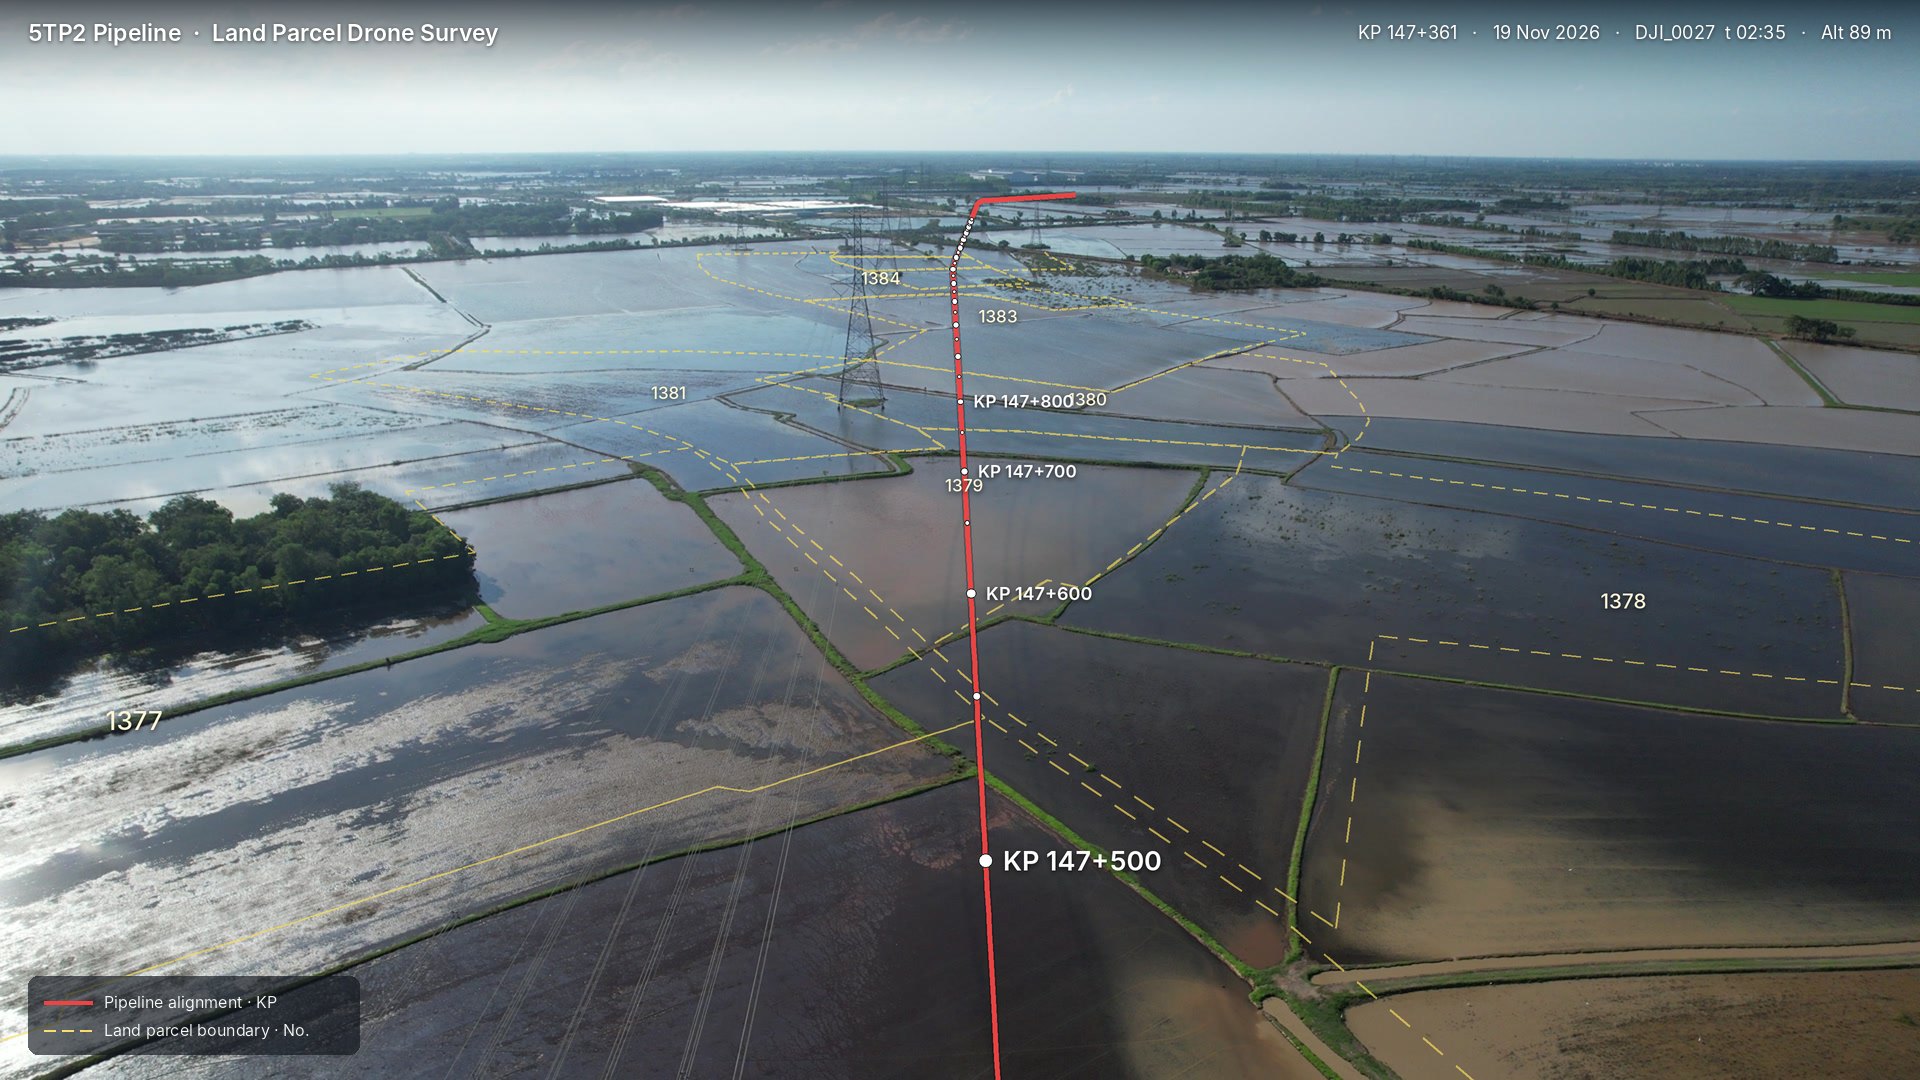 5TP2 Pipeline · Land Parcel Drone Survey
KP 147+361 · 19 Nov 2026 · DJI_0027 t 02:35 · Alt 89 m
1384
1383
1381
KP 147+800
1380
KP 147+700
1379
KP 147+600
1378
1377
KP 147+500
Pipeline alignment · KP
Land parcel boundary · No.